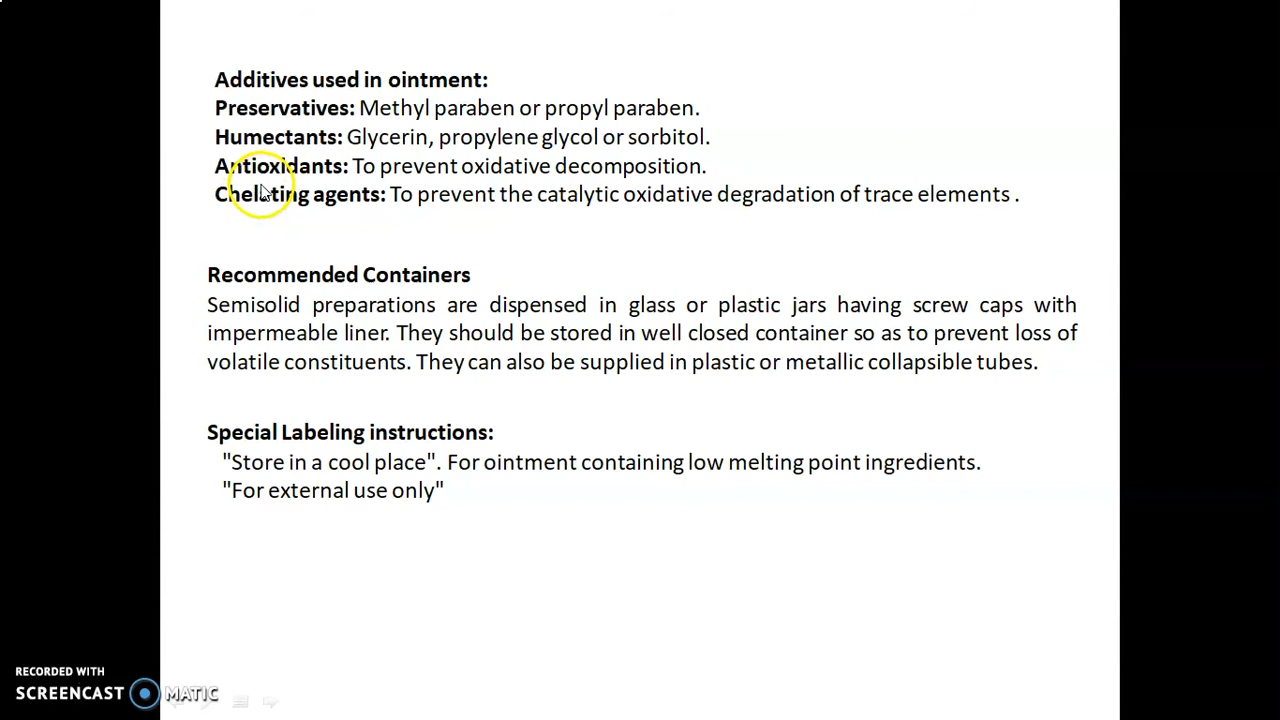 Additives used in ointment:
Preservatives: Methyl paraben or propyl paraben.
Humectants: Glycerin, propylene glycol or sorbitol.
Antioxidants: To prevent oxidative decomposition.
Chelating agents: To prevent the catalytic oxidative degradation of trace elements .
Recommended Containers
Semisolid preparations are dispensed in glass or plastic jars having screw caps with
impermeable liner. They should be stored in well closed container so as to prevent loss of
volatile constituents. They can also be supplied in plastic or metallic collapsible tubes.
Special Labeling instructions:
"Store in a cool place". For ointment containing low melting point ingredients.
"For external use only"
RECORDED WITH
SCREENCAST MATIC